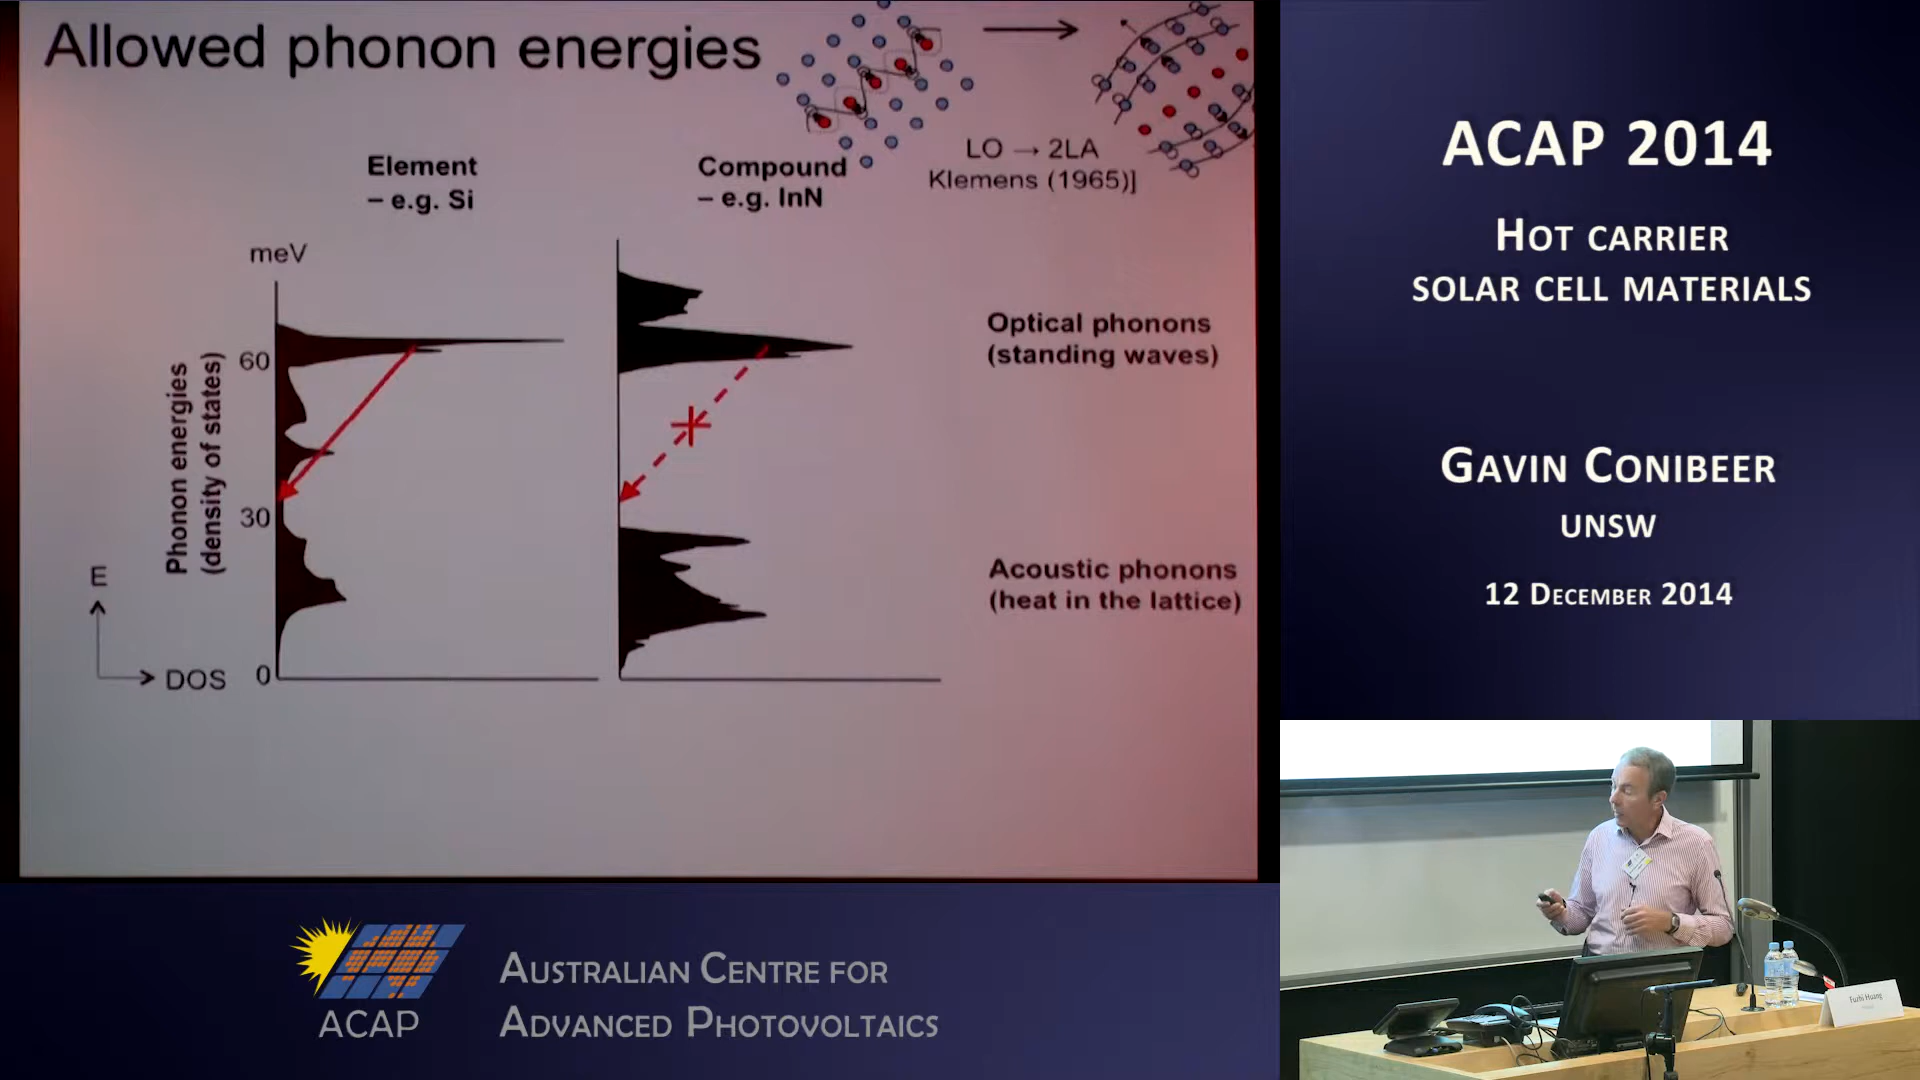 Allowed phonon energies
LO → 2LA
Klemens (1965)]
Element
– e.g. Si
Compound
– e.g. InN
meV
60
30
0
Phonon energies
(density of states)
E
DOS
Optical phonons
(standing waves)
Acoustic phonons
(heat in the lattice)
ACAP 2014
HOT CARRIER
SOLAR CELL MATERIALS
GAVIN CONIBEER
UNSW
12 DECEMBER 2014
ACAP
AUSTRALIAN CENTRE FOR
ADVANCED PHOTOVOLTAICS
Fuzhi Huang